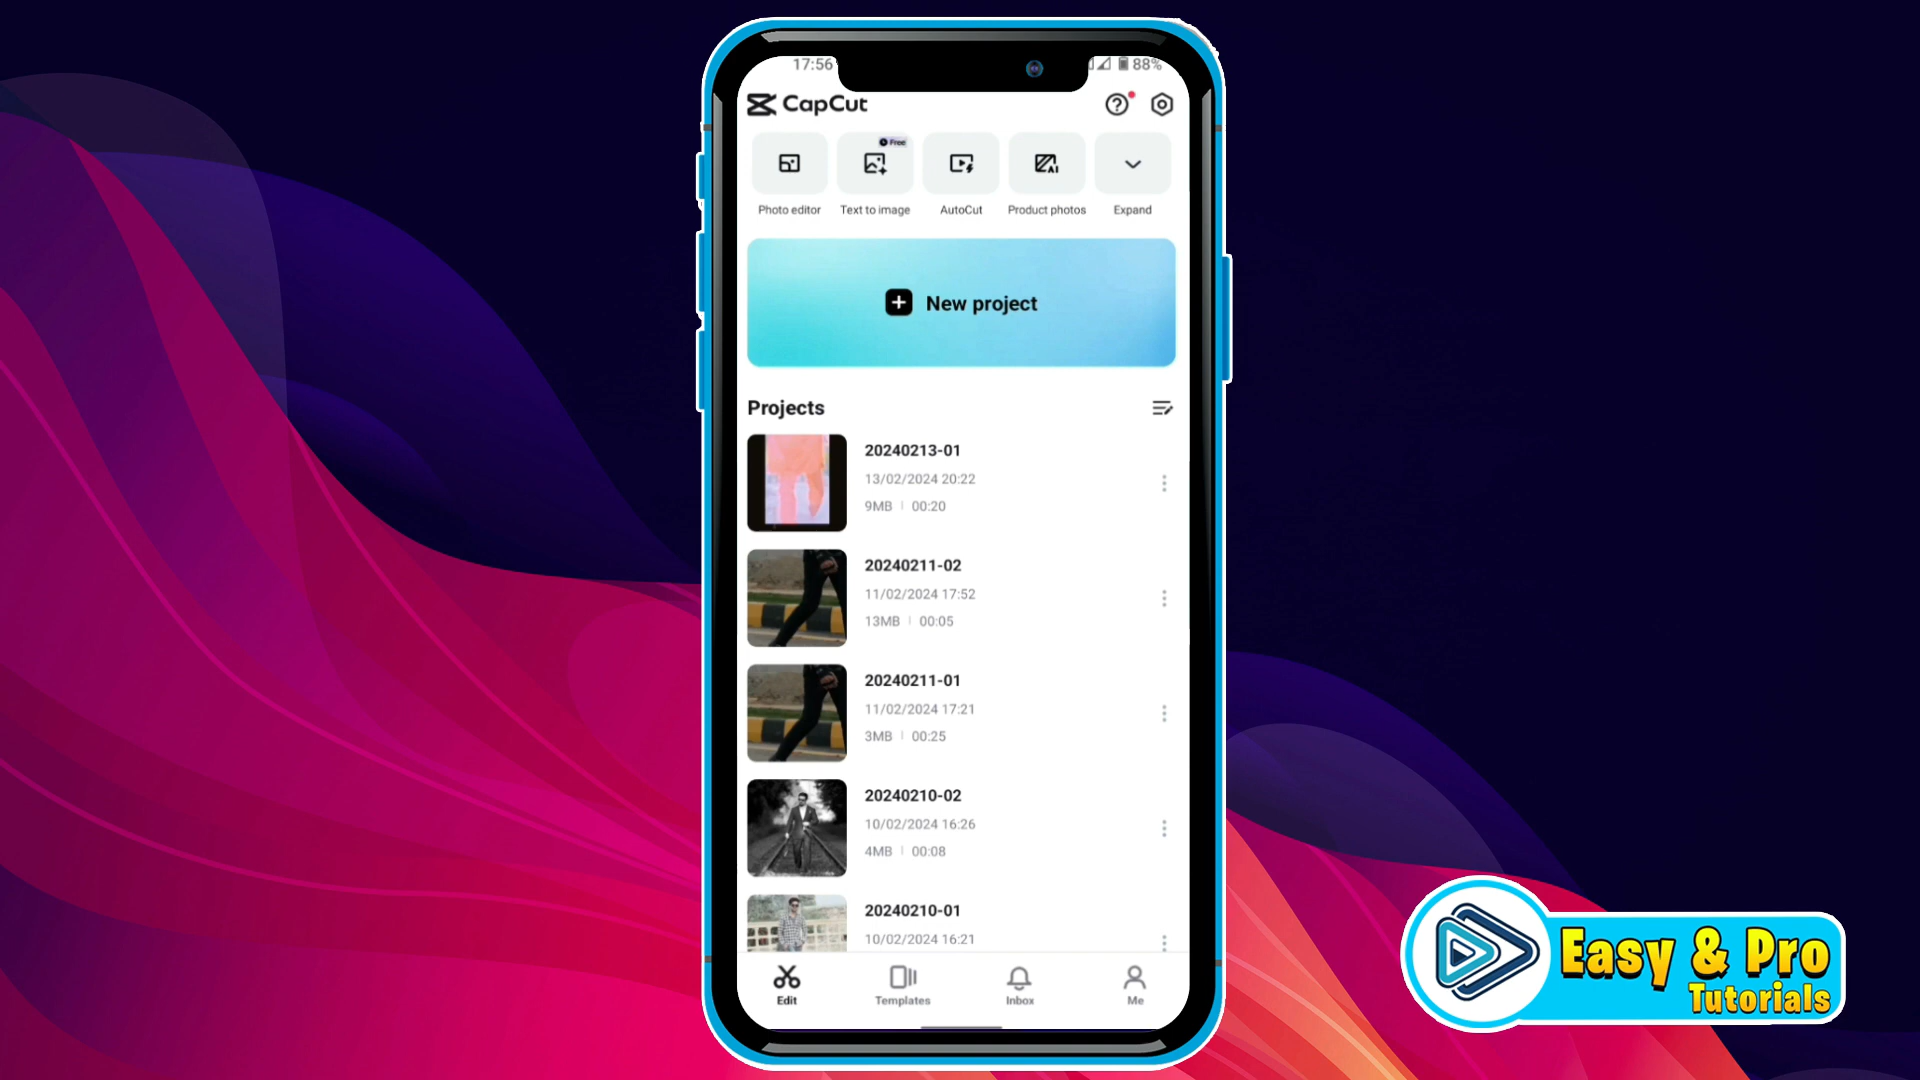 17:56
88%
CapCut
Free
Photo editor
Text to image
AutoCut
Product photos
AI
Expand
New project
Projects
20240213-01
13/02/2024 20:22
9MB | 00:20
20240211-02
11/02/2024 17:52
13MB | 00:05
20240211-01
11/02/2024 17:21
3MB | 00:25
20240210-02
10/02/2024 16:26
4MB | 00:08
20240210-01
10/02/2024 16:21
Edit
Templates
Inbox
Me
Easy & Pro
Tutorials